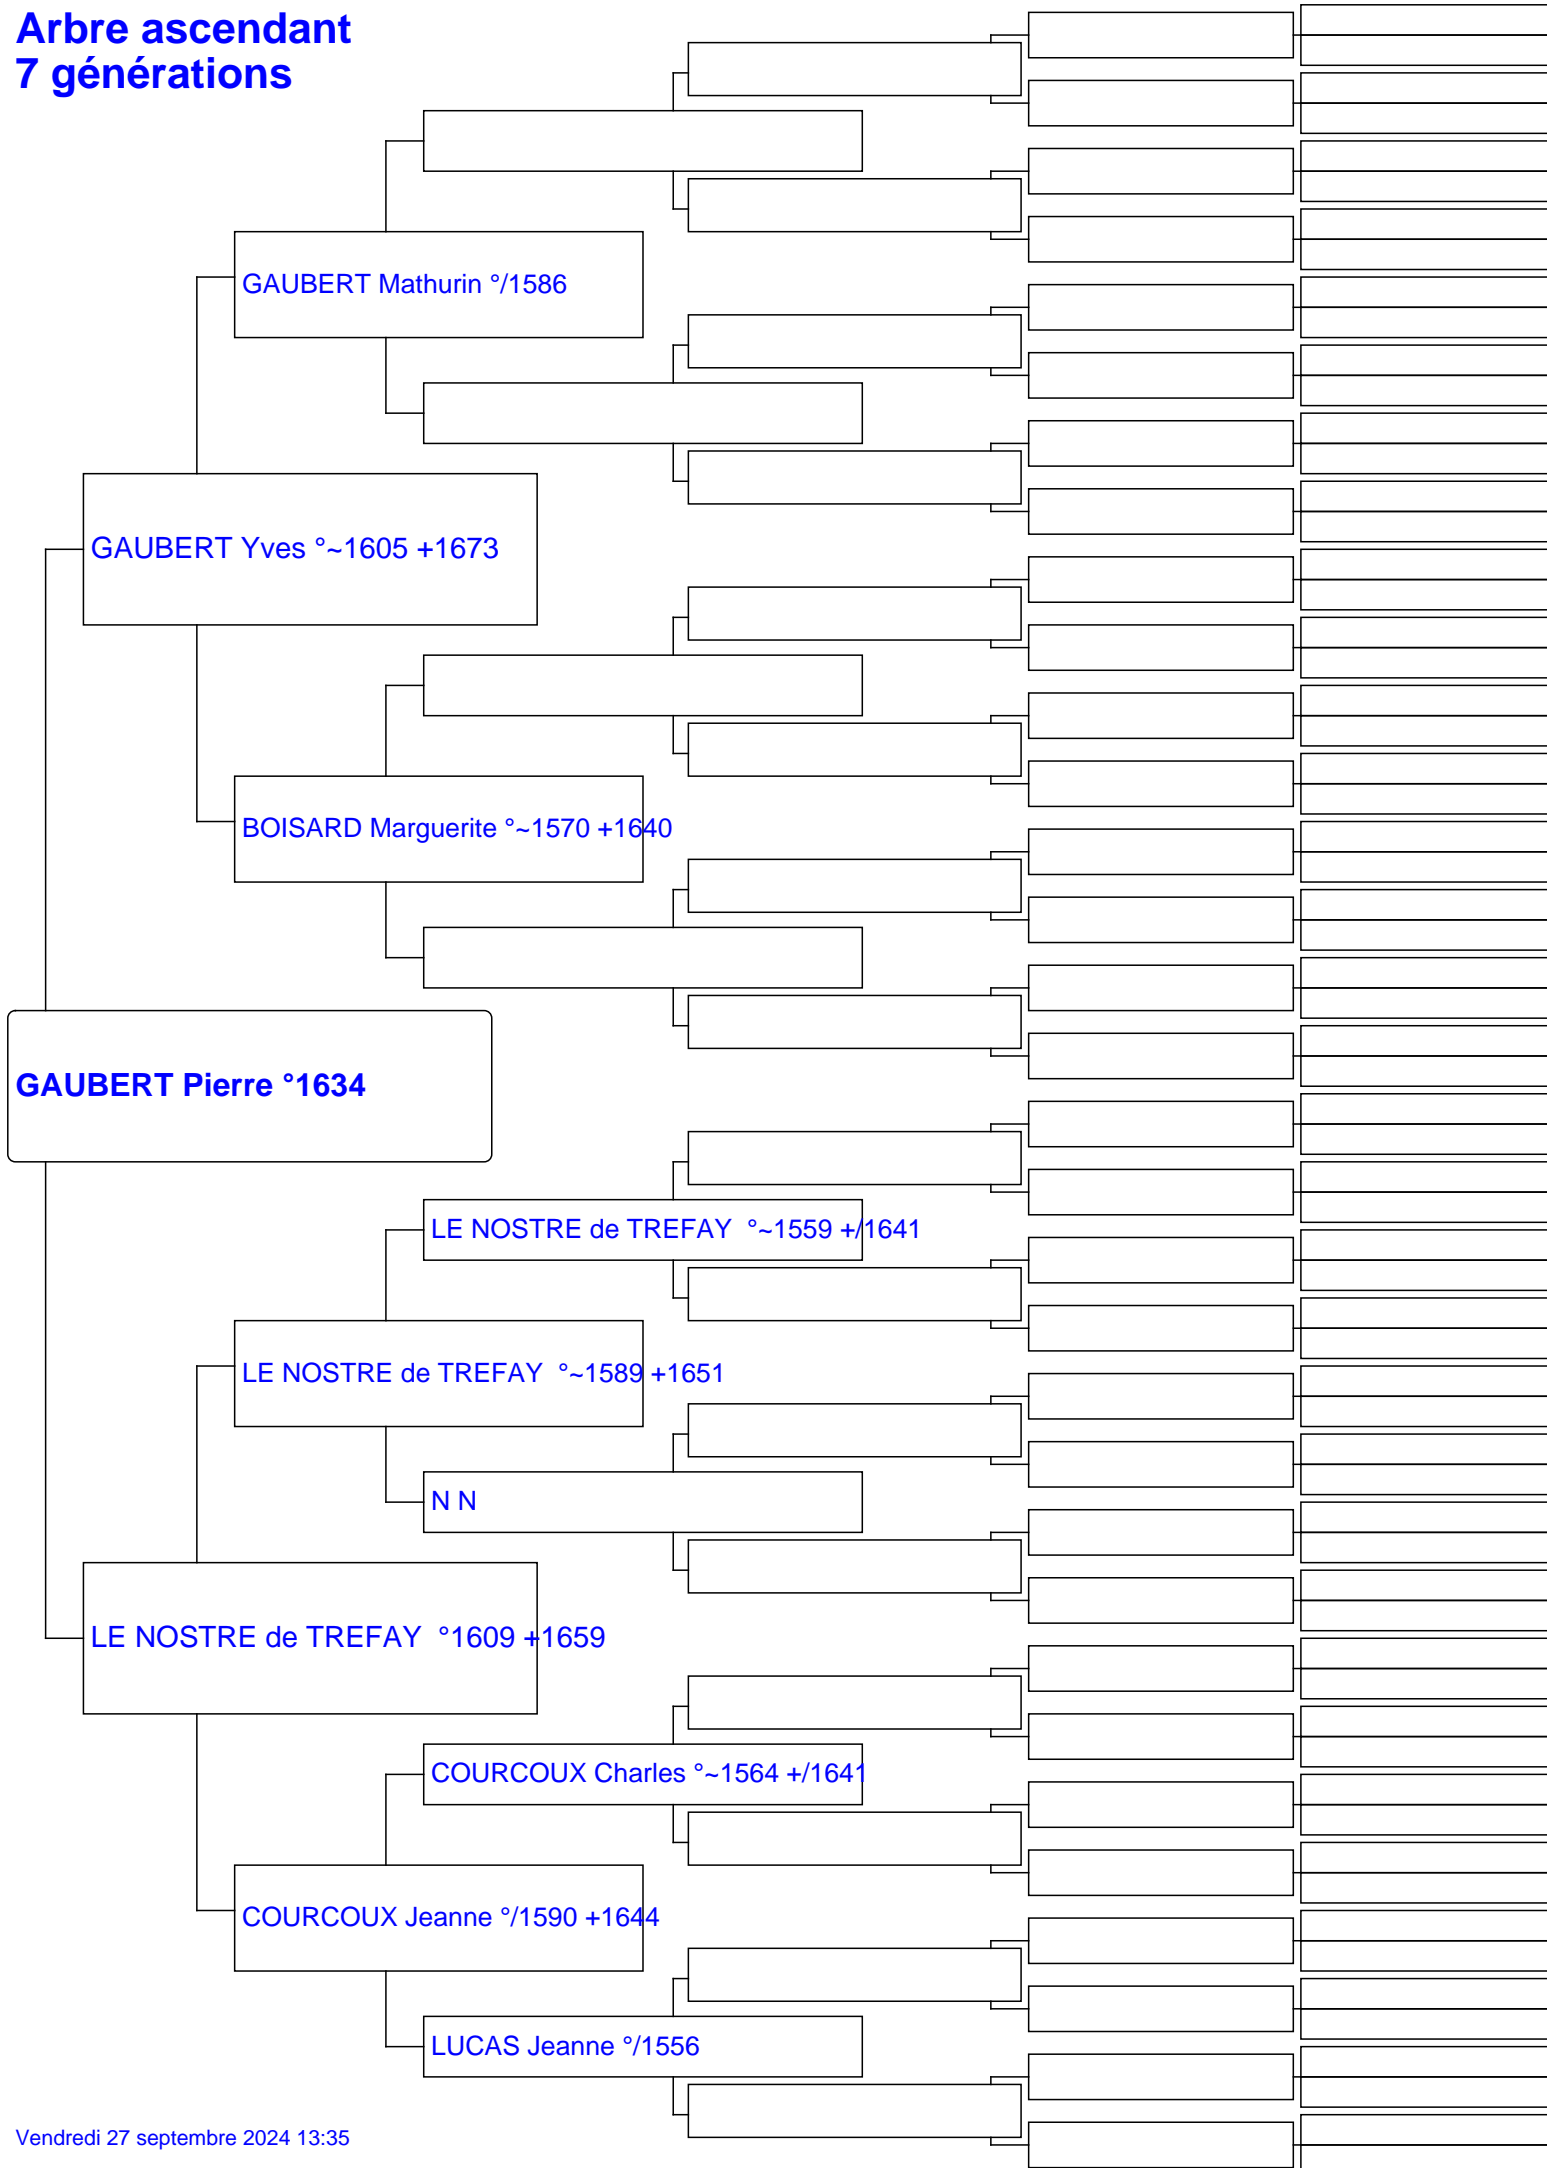 Arbre ascendant
7 générations
GAUBERT Mathurin °/1586
GAUBERT Yves °~1605 +1673
BOISARD Marguerite °~1570 +1640
GAUBERT Pierre °1634
LE NOSTRE de TREFAY  °~1559 +/1641
LE NOSTRE de TREFAY  °~1589 +1651
N N
LE NOSTRE de TREFAY  °1609 +1659
COURCOUX Charles °~1564 +/1641
COURCOUX Jeanne °/1590 +1644
LUCAS Jeanne °/1556
Vendredi 27 septembre 2024 13:35